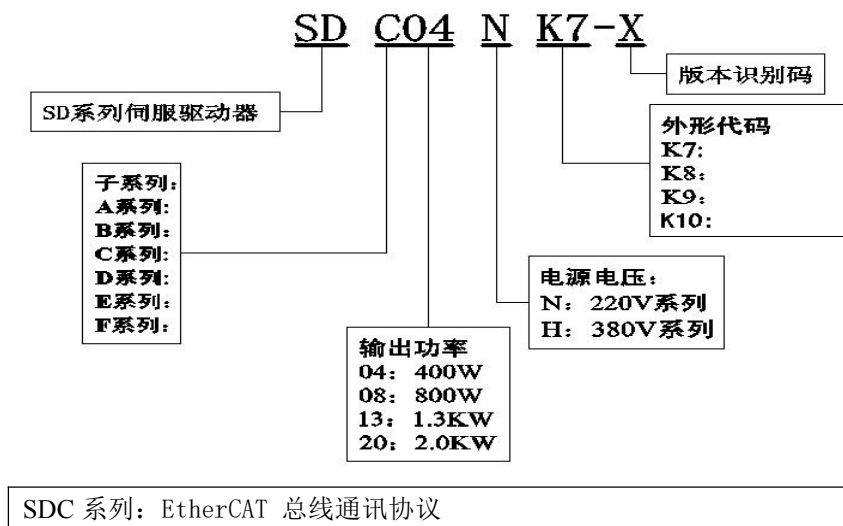 SD C04 N K7-X
版本识别码
SD系列伺服驱动器
外形代码
K7:
K8:
K9:
K10:
子系列:
A系列:
B系列:
C系列:
D系列:
E系列:
F系列:
电源电压:
N: 220V系列
H: 380V系列
输出功率
04: 400W
08: 800W
13: 1.3KW
20: 2.0KW
SDC 系列: EtherCAT 总线通讯协议